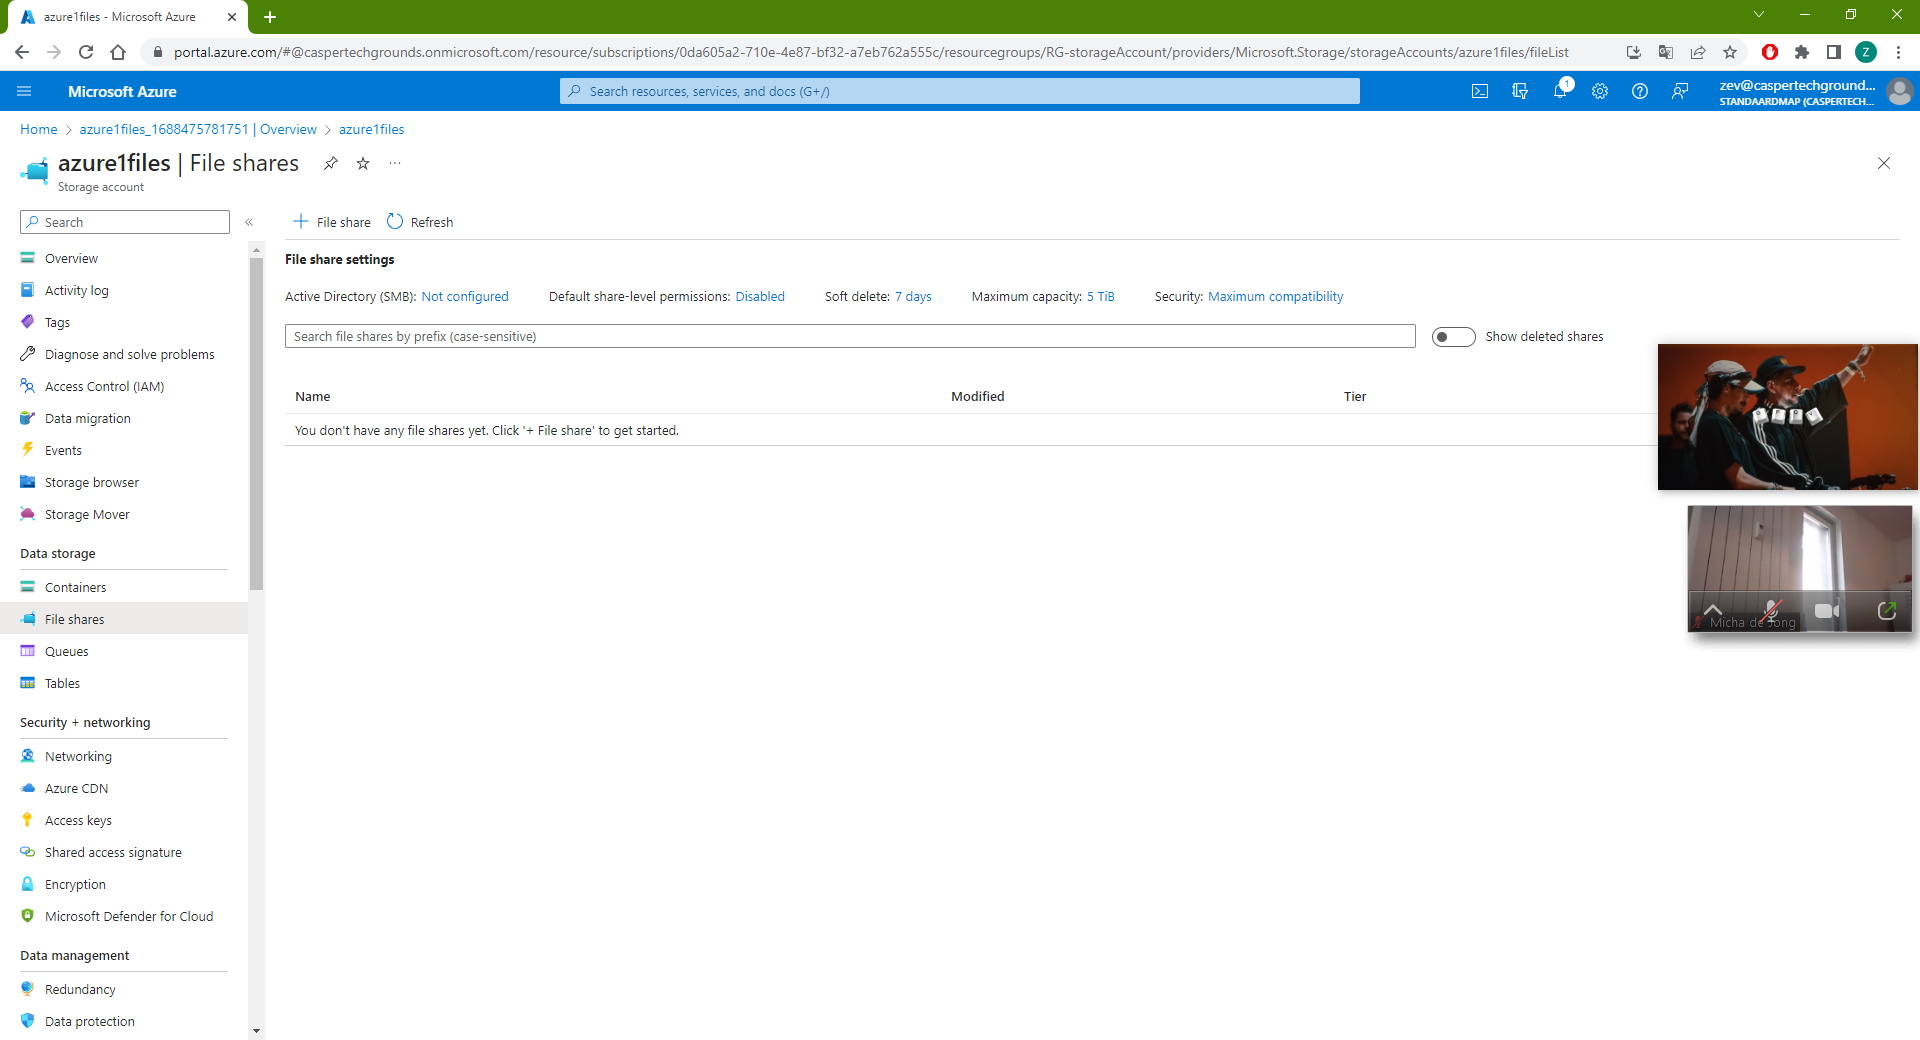 azure1files - Microsoft Azure
portal.azure.com/#@caspertechgrounds.onmicrosoft.com/resource/subscriptions/0da605a2-710e-4e87-bf32-a7eb762a555c/resourcegroups/RG-storageAccount/providers/Microsoft.Storage/storageAccounts/azure1files/fileList
Z
Microsoft Azure
Search resources, services, and docs (G+/)
1
zev@caspertechground...
STANDAARDMAP (CASPERTECH...
Home > azure1files_1688475781751 | Overview > azure1files
azure1files | File shares
Storage account
Search
File share
Refresh
Overview
Activity log
Tags
Diagnose and solve problems
Access Control (IAM)
Data migration
Events
Storage browser
Storage Mover
Data storage
Containers
File shares
Queues
Tables
Security + networking
Networking
Azure CDN
Access keys
Shared access signature
Encryption
Microsoft Defender for Cloud
Data management
Redundancy
Data protection
File share settings
Active Directory (SMB): Not configured
Default share-level permissions: Disabled
Soft delete: 7 days
Maximum capacity: 5 TiB
Security: Maximum compatibility
Search file shares by prefix (case-sensitive)
Show deleted shares
Name Modified Tier
You don't have any file shares yet. Click '+ File share' to get started.
Micha de Jong